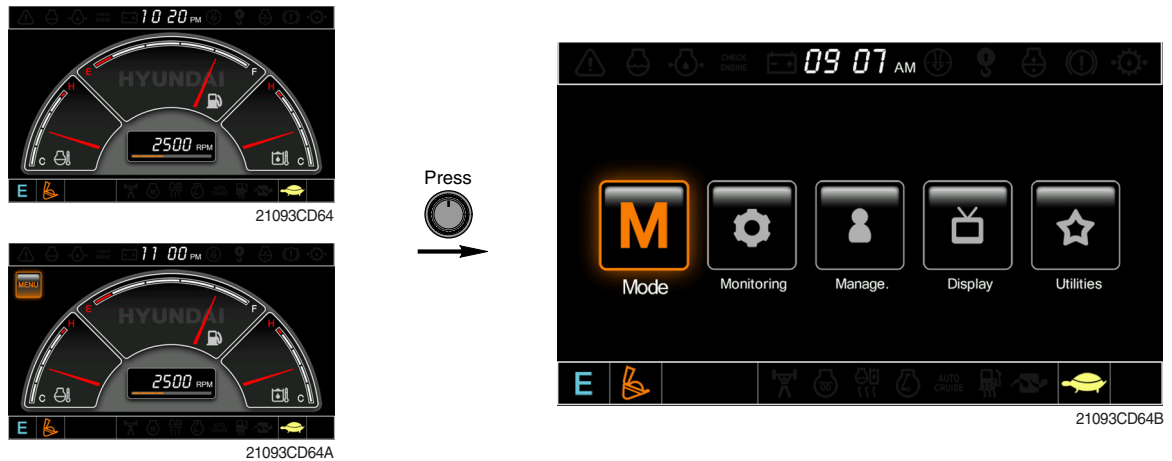 10 20 PM
E F
HYUNDAI
H H
2500 RPM
C C
E
21093CD64
11 00 PM
MENU
E F
HYUNDAI
H H
2500 RPM
C C
E
21093CD64A
Press
CHECK
ENGINE
09 07 AM
M
Mode Monitoring Manage. Display Utilities
E
AUTO
CRUISE
21093CD64B